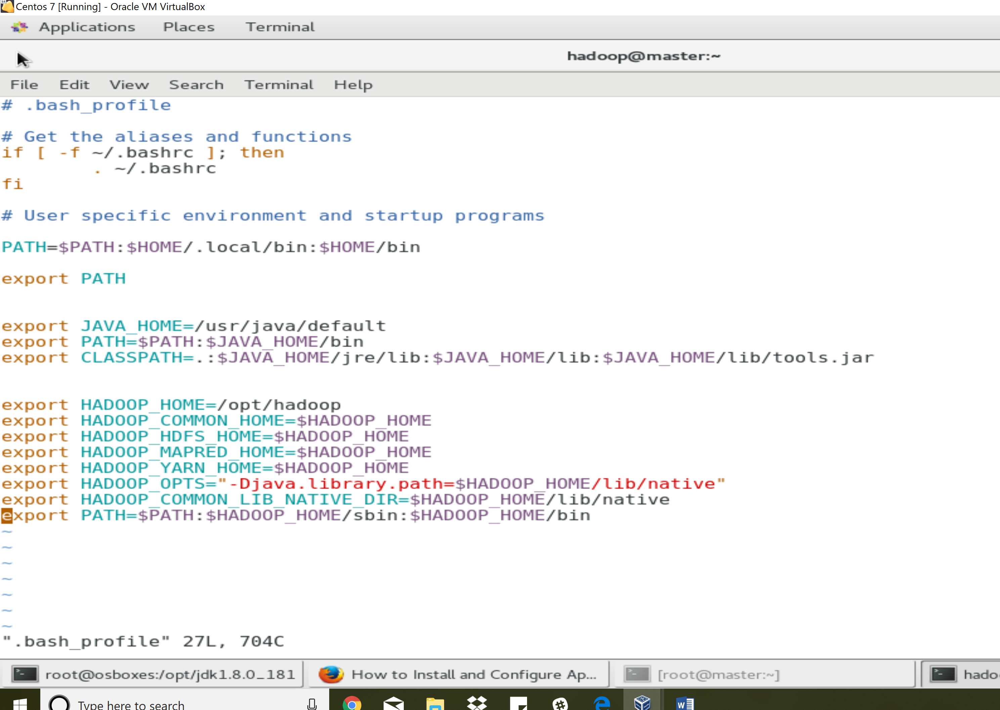 Centos 7 [Running] - Oracle VM VirtualBox
Applications Places Terminal
hadoop@master:~
File Edit View Search Terminal Help
# .bash_profile
# Get the aliases and functions
if [ -f ~/.bashrc ]; then
. ~/.bashrc
fi
# User specific environment and startup programs
PATH=$PATH:$HOME/.local/bin:$HOME/bin
export PATH
export JAVA_HOME=/usr/java/default
export PATH=$PATH:$JAVA_HOME/bin
export CLASSPATH=.:$JAVA_HOME/jre/lib:$JAVA_HOME/lib:$JAVA_HOME/lib/tools.jar
export HADOOP_HOME=/opt/hadoop
export HADOOP_COMMON_HOME=$HADOOP_HOME
export HADOOP_HDFS_HOME=$HADOOP_HOME
export HADOOP_MAPRED_HOME=$HADOOP_HOME
export HADOOP_YARN_HOME=$HADOOP_HOME
export HADOOP_OPTS="-Djava.library.path=$HADOOP_HOME/lib/native"
export HADOOP_COMMON_LIB_NATIVE_DIR=$HADOOP_HOME/lib/native
export PATH=$PATH:$HADOOP_HOME/sbin:$HADOOP_HOME/bin
~
~
~
~
~
~
~
".bash_profile" 27L, 704C
root@osboxes:/opt/jdk1.8.0_181 How to Install and Configure Ap... [root@master:~] hado
Type here to search